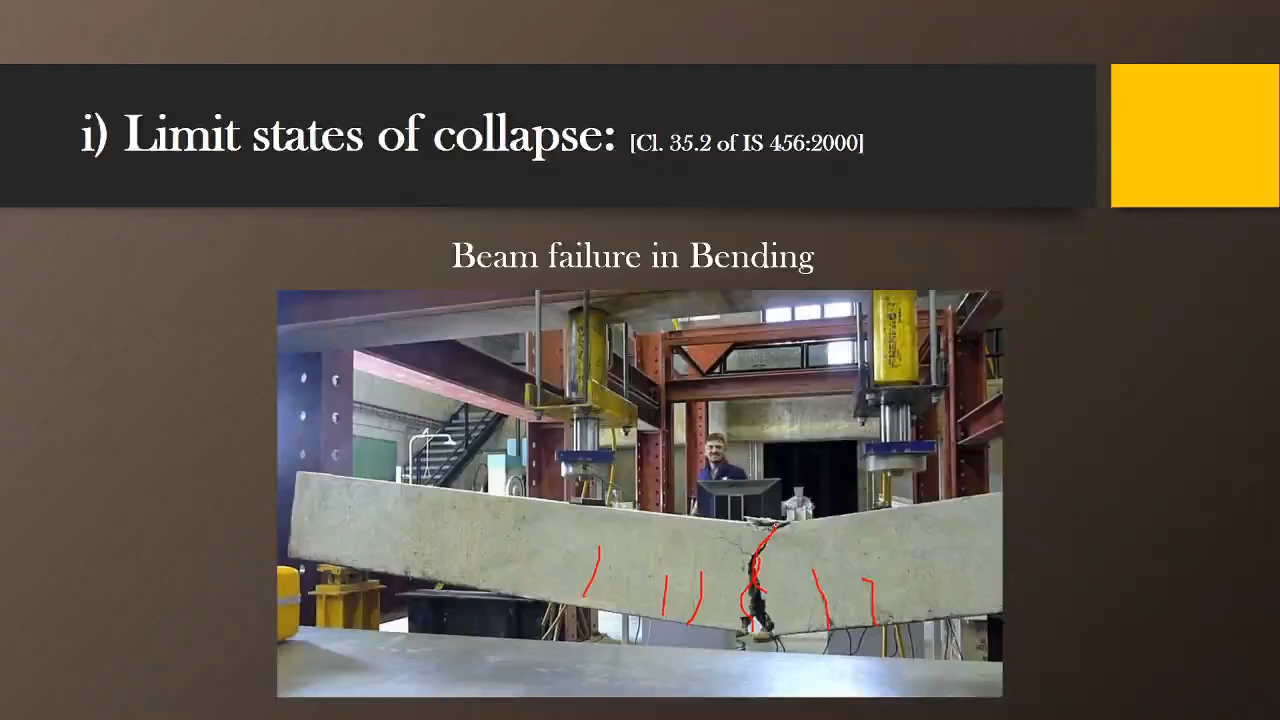 i) Limit states of collapse: [Cl. 35.2 of IS 456:2000]
Beam failure in Bending